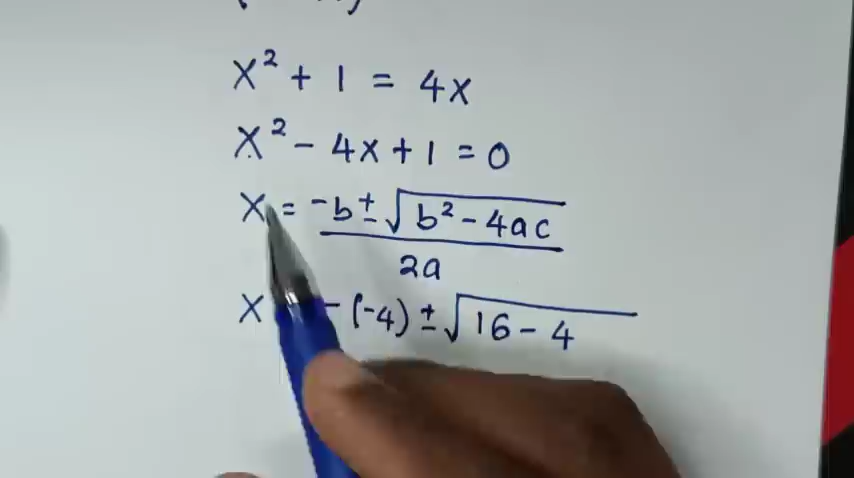 x² + 1 = 4x
x² - 4x + 1 = 0
x = -b ± √(b² - 4ac)
2a
x - (-4) ± √(16 - 4